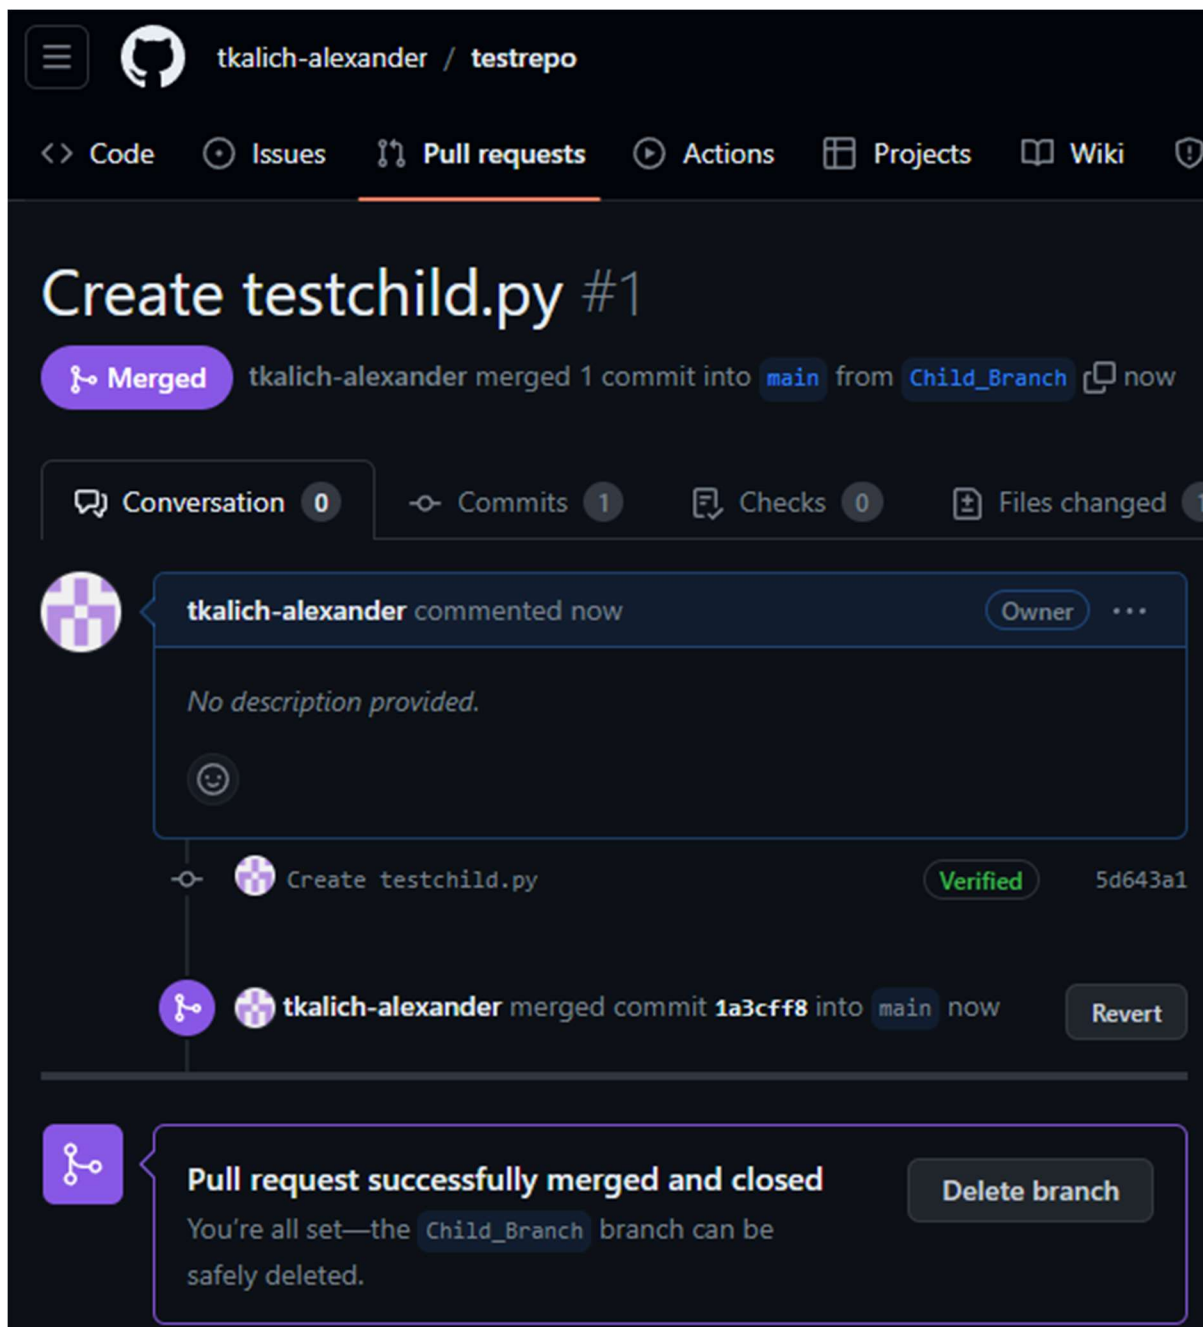 tkalich-alexander / testrepo
Code Issues Pull requests Actions Projects Wiki
Create testchild.py #1
Merged tkalich-alexander merged 1 commit into main from Child_Branch now
Conversation 0 Commits 1 Checks 0 Files changed 1
tkalich-alexander commented now Owner
No description provided.
Create testchild.py Verified 5d643a1
tkalich-alexander merged commit 1a3cff8 into main now Revert
Pull request successfully merged and closed Delete branch
You're all set—the Child_Branch branch can be
safely deleted.